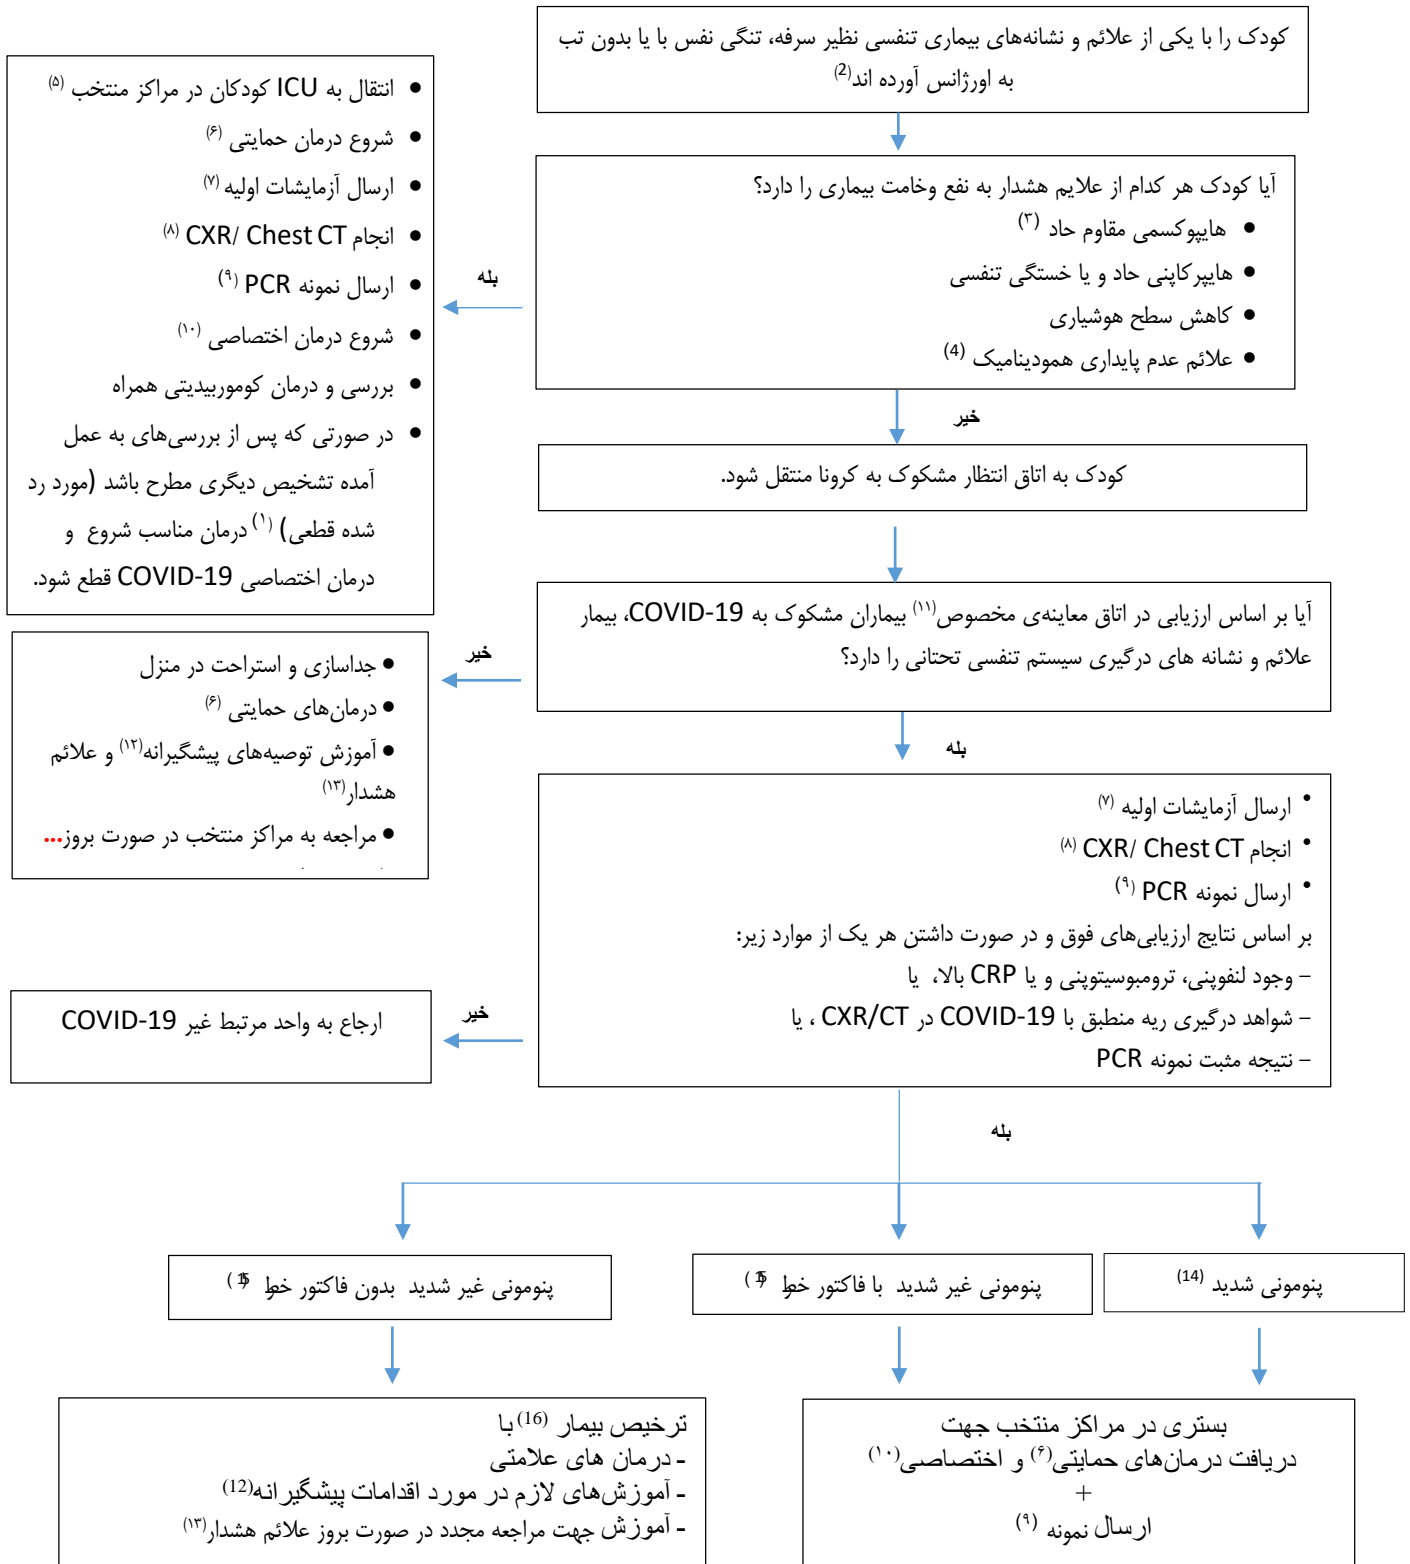 کودک را با یکی از علائم و نشانه‌های بیماری تنفسی نظیر سرفه، تنگی نفس با یا بدون تب
به اورژانس آورده اند(2)
آیا کودک هر کدام از علایم هشدار به نفع وخامت بیماری را دارد؟
• هایپوکسمی مقاوم حاد (۳)
• هایپرکاپنی حاد و یا خستگی تنفسی
• کاهش سطح هوشیاری
• علائم عدم پایداری همودینامیک (4)
بله
• انتقال به ICU کودکان در مراکز منتخب (۵)
• شروع درمان حمایتی (۶)
• ارسال آزمایشات اولیه (۷)
• انجام CXR/ Chest CT (۸)
• ارسال نمونه PCR (۹)
• شروع درمان اختصاصی (۱۰)
• بررسی و درمان کوموربیدیتی همراه
• در صورتی که پس از بررسی‌های به عمل
آمده تشخیص دیگری مطرح باشد (مورد رد
شده قطعی) (۱) درمان مناسب شروع و
درمان اختصاصی COVID-19 قطع شود.
خیر
کودک به اتاق انتظار مشکوک به کرونا منتقل شود.
آیا بر اساس ارزیابی در اتاق معاینه‌ی مخصوص(۱۱) بیماران مشکوک به COVID-19، بیمار
علائم و نشانه های درگیری سیستم تنفسی تحتانی را دارد؟
خیر
• جداسازی و استراحت در منزل
• درمان‌های حمایتی (۶)
• آموزش توصیه‌های پیشگیرانه(۱۲) و علائم
هشدار(۱۳)
• مراجعه به مراکز منتخب در صورت بروز...
بله
• ارسال آزمایشات اولیه (۷)
• انجام CXR/ Chest CT (۸)
• ارسال نمونه PCR (۹)
بر اساس نتایج ارزیابی‌های فوق و در صورت داشتن هر یک از موارد زیر:
– وجود لنفوپنی، ترومبوسیتوپنی و یا CRP بالا، یا
– شواهد درگیری ریه منطبق با COVID-19 در CXR/CT ، یا
– نتیجه مثبت نمونه PCR
خیر
ارجاع به واحد مرتبط غیر COVID-19
بله
پنومونی شدید (14)
پنومونی غیر شدید با فاکتور خط
پنومونی غیر شدید بدون فاکتور خط
بستری در مراکز منتخب جهت
دریافت درمان‌های حمایتی(۶) و اختصاصی(۱۰)
+
ارسال نمونه (۹)
ترخیص بیمار (16) با
- درمان های علامتی
- آموزش‌های لازم در مورد اقدامات پیشگیرانه(12)
- آموزش جهت مراجعه مجدد در صورت بروز علائم هشدار(۱۳)